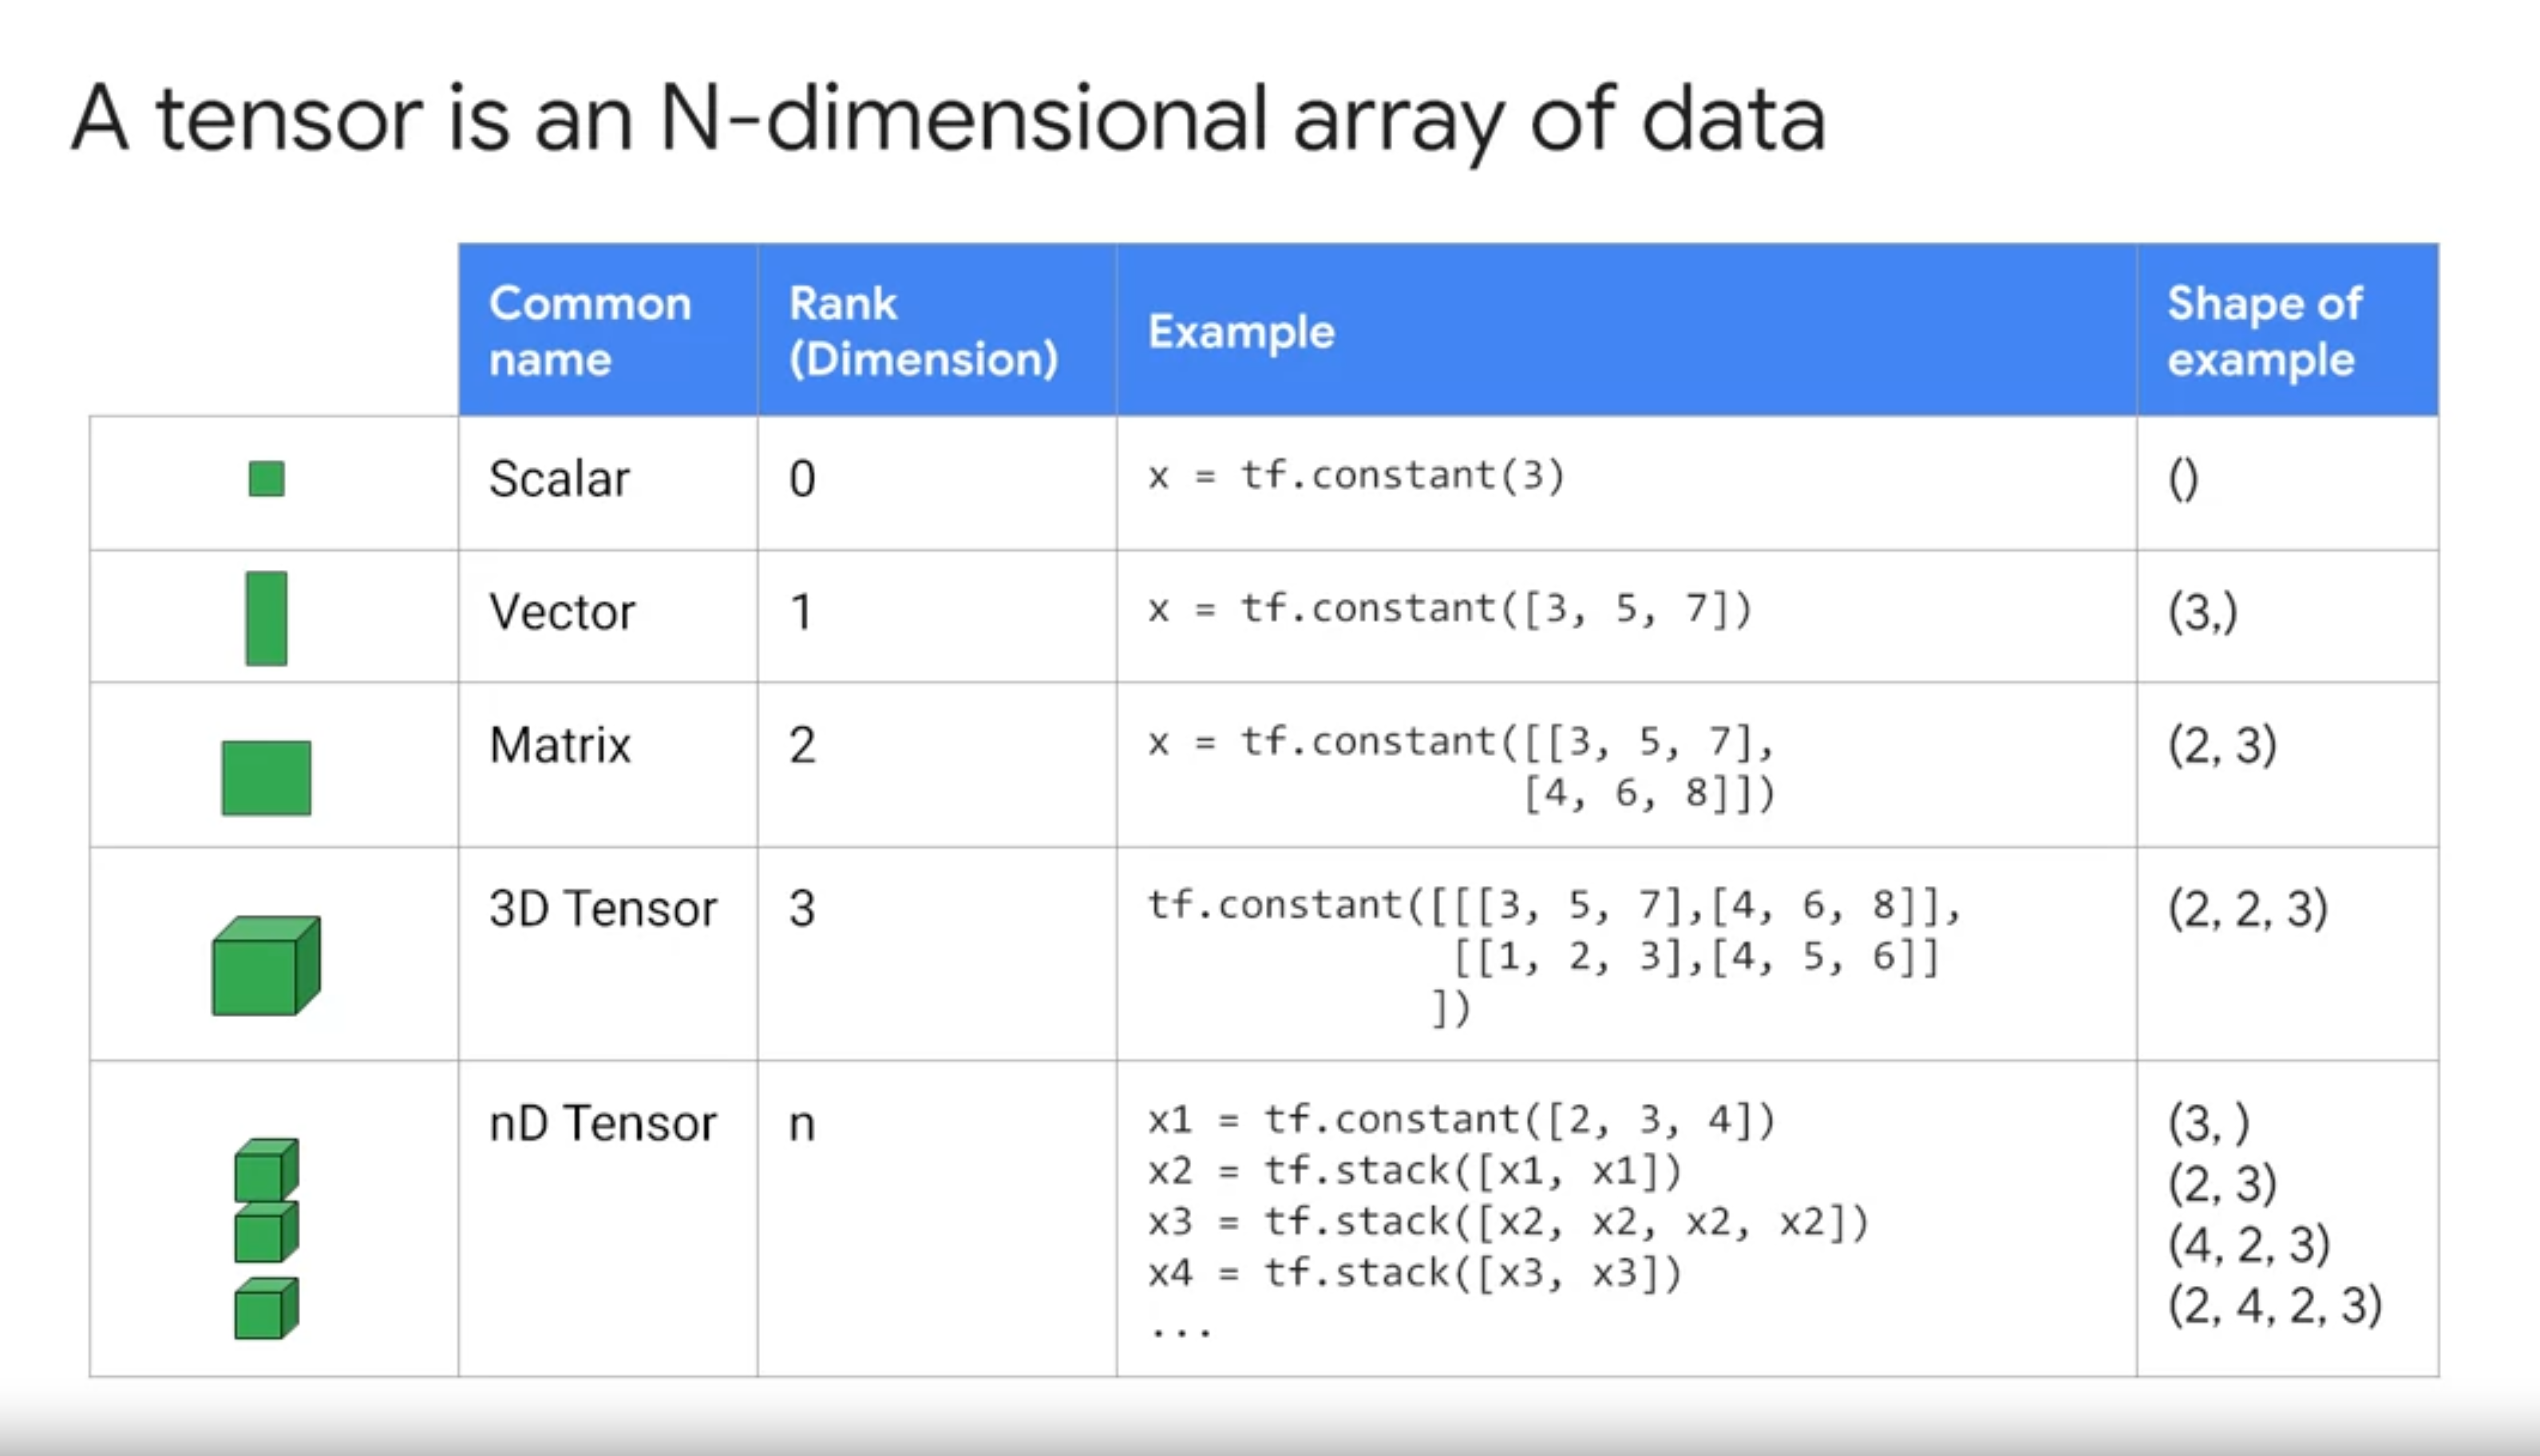 A tensor is an N-dimensional array of data
Common name
Rank (Dimension)
Example
Shape of example
Scalar
0
x = tf.constant(3)
()
Vector
1
x = tf.constant([3, 5, 7])
(3,)
Matrix
2
x = tf.constant([[3, 5, 7],
[4, 6, 8]])
(2, 3)
3D Tensor
3
tf.constant([[[3, 5, 7],[4, 6, 8]],
[[1, 2, 3],[4, 5, 6]]
])
(2, 2, 3)
nD Tensor
n
x1 = tf.constant([2, 3, 4])
x2 = tf.stack([x1, x1])
x3 = tf.stack([x2, x2, x2, x2])
x4 = tf.stack([x3, x3])
...
(3, )
(2, 3)
(4, 2, 3)
(2, 4, 2, 3)